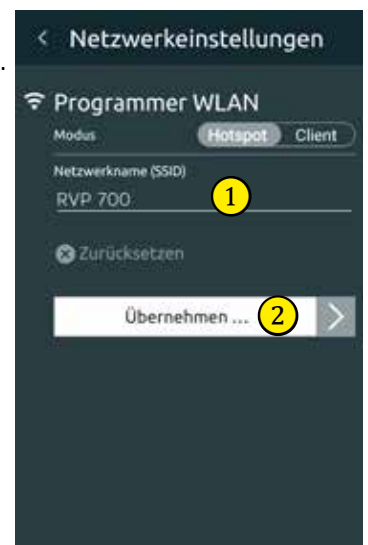 < Netzwerkeinstellungen
.
Programmer WLAN
Modus Hotspot Client
Netzwerkname (SSID)
RVP 700 1
Zurücksetzen
Übernehmen ... 2 >